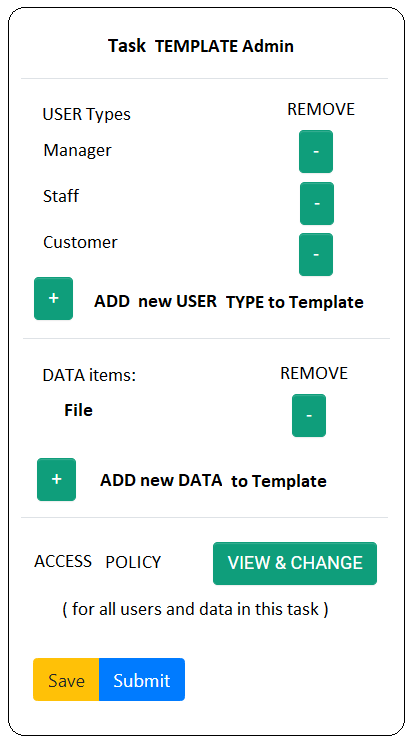 Task TEMPLATE Admin
USER Types REMOVE
Manager -
Staff -
Customer -
+ ADD new USER TYPE to Template
DATA items: REMOVE
File -
+ ADD new DATA to Template
ACCESS POLICY VIEW & CHANGE
( for all users and data in this task )
Save Submit